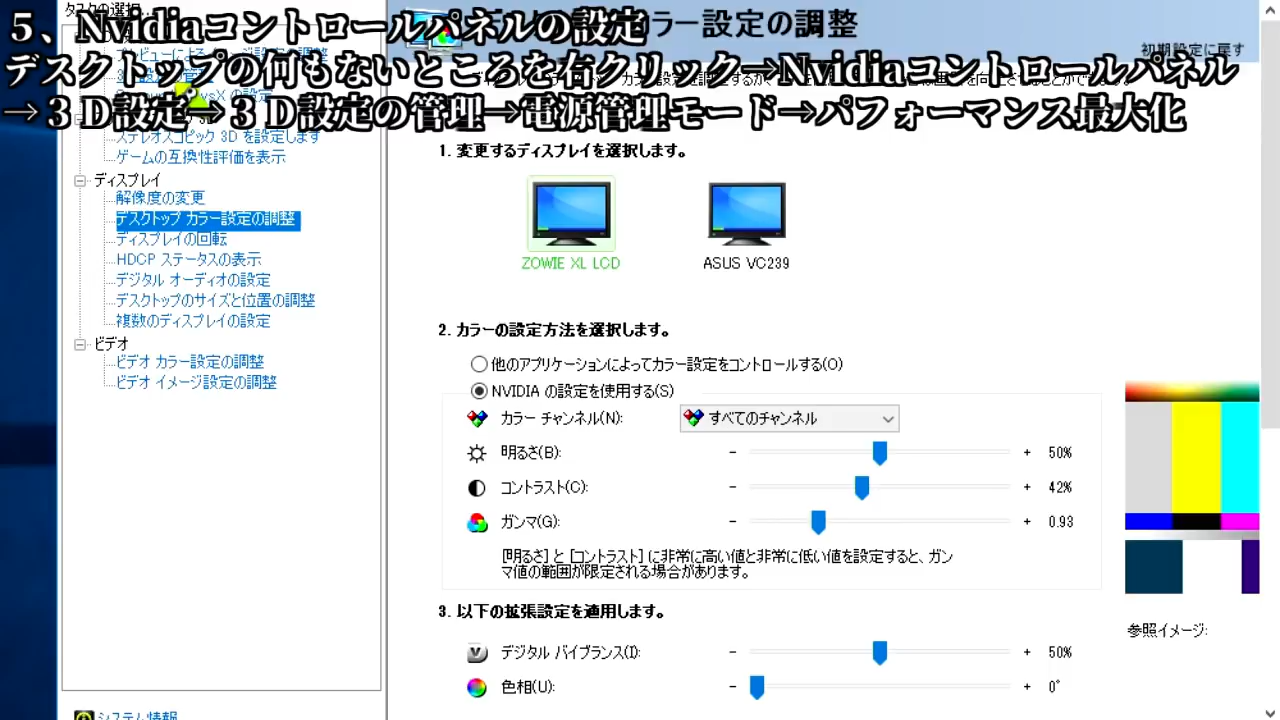 タスクの選択...
5、Nvidiaコントロールパネルの設定
カラー設定の調整
初期設定に戻す
デスクトップの何もないところを右クリック→Nvidiaコントロールパネル
→3D設定→3D設定の管理→電源管理モード→パフォーマンス最大化
ステレオスコピック 3D を設定します
ゲームの互換性評価を表示
ディスプレイ
解像度の変更
デスクトップ カラー設定の調整
ディスプレイの回転
HDCP ステータスの表示
デジタル オーディオの設定
デスクトップのサイズと位置の調整
複数のディスプレイの設定
ビデオ
ビデオ カラー設定の調整
ビデオ イメージ設定の調整
システム情報
1. 変更するディスプレイを選択します。
ZOWIE XL LCD
ASUS VC239
2. カラーの設定方法を選択します。
他のアプリケーションによってカラー設定をコントロールする(O)
NVIDIA の設定を使用する(S)
カラー チャンネル(N):
すべてのチャンネル
明るさ(B): - + 50%
コントラスト(C): - + 42%
ガンマ(G): - + 0.93
[明るさ] と [コントラスト] に非常に高い値と非常に低い値を設定すると、ガン
マ値の範囲が限定される場合があります。
3. 以下の拡張設定を適用します。
デジタル バイブランス(I): - + 50%
色相(U): - + 0°
参照イメージ: